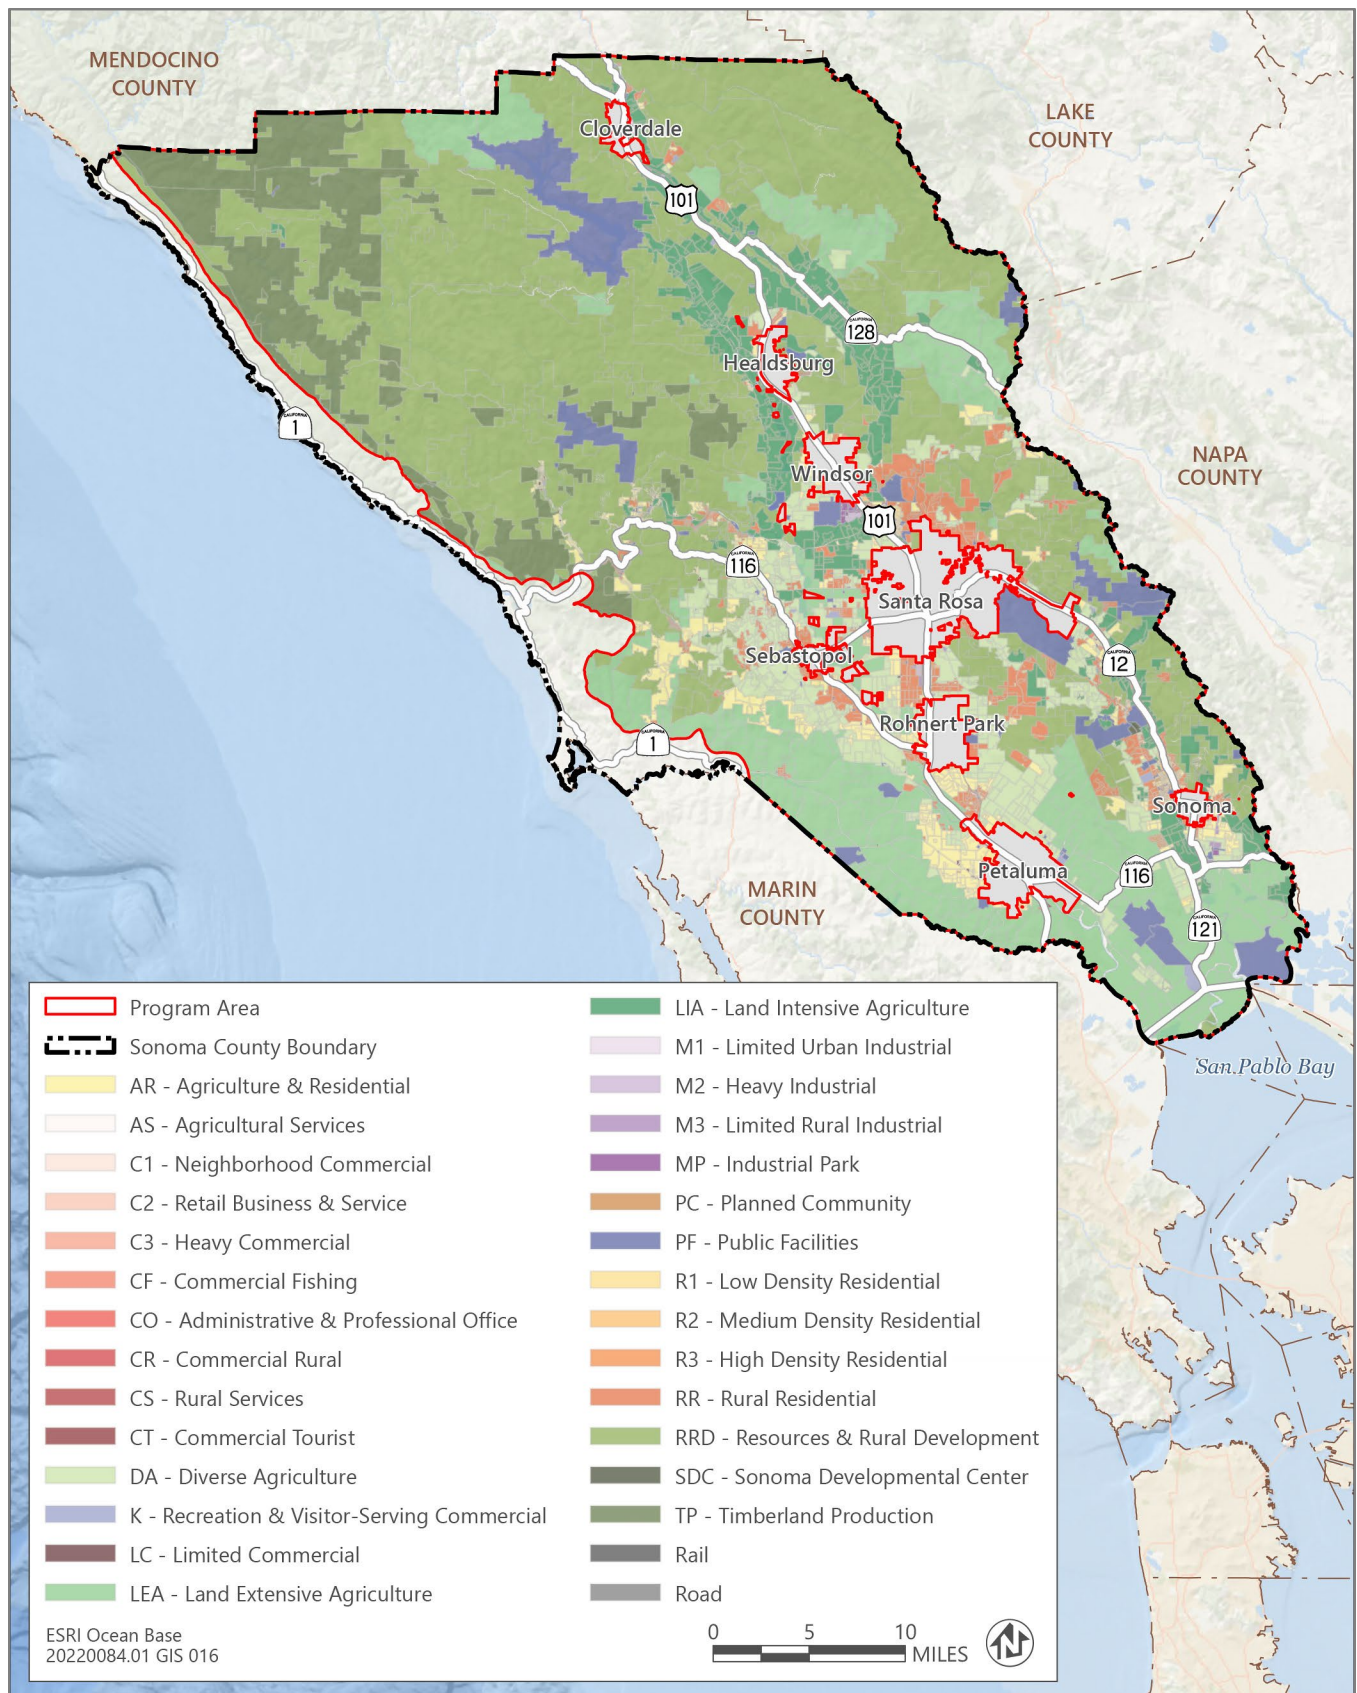 MENDOCINO
COUNTY
LAKE
COUNTY
Cloverdale
101
CALIFORNIA
128
Healdsburg
CALIFORNIA
1
NAPA
COUNTY
Windsor
101
CALIFORNIA
116
Santa Rosa
Sebastopol
CALIFORNIA
12
Rohnert Park
CALIFORNIA
1
Sonoma
Petaluma
CALIFORNIA
116
MARIN
COUNTY
CALIFORNIA
121
San Pablo Bay
Program Area
Sonoma County Boundary
AR - Agriculture & Residential
AS - Agricultural Services
C1 - Neighborhood Commercial
C2 - Retail Business & Service
C3 - Heavy Commercial
CF - Commercial Fishing
CO - Administrative & Professional Office
CR - Commercial Rural
CS - Rural Services
CT - Commercial Tourist
DA - Diverse Agriculture
K - Recreation & Visitor-Serving Commercial
LC - Limited Commercial
LEA - Land Extensive Agriculture
LIA - Land Intensive Agriculture
M1 - Limited Urban Industrial
M2 - Heavy Industrial
M3 - Limited Rural Industrial
MP - Industrial Park
PC - Planned Community
PF - Public Facilities
R1 - Low Density Residential
R2 - Medium Density Residential
R3 - High Density Residential
RR - Rural Residential
RRD - Resources & Rural Development
SDC - Sonoma Developmental Center
TP - Timberland Production
Rail
Road
ESRI Ocean Base
20220084.01 GIS 016
0 5 10
MILES
N